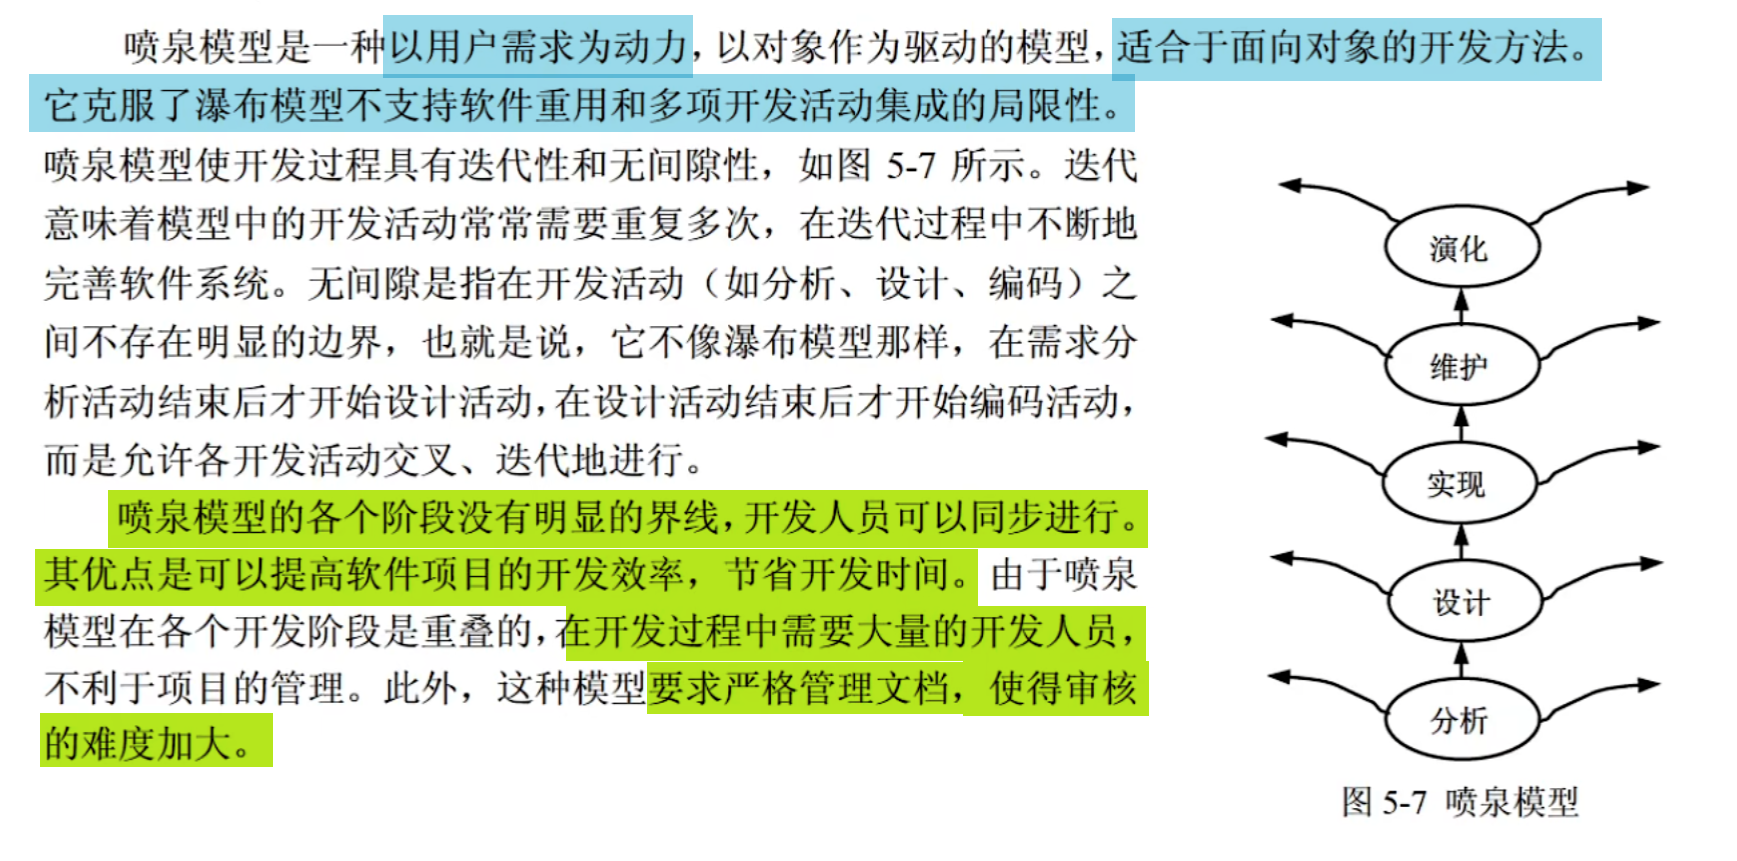 喷泉模型是一种以用户需求为动力，以对象作为驱动的模型，适合于面向对象的开发方法。
它克服了瀑布模型不支持软件重用和多项开发活动集成的局限性。
喷泉模型使开发过程具有迭代性和无间隙性，如图 5-7 所示。迭代
意味着模型中的开发活动常常需要重复多次，在迭代过程中不断地
完善软件系统。无间隙是指在开发活动（如分析、设计、编码）之
间不存在明显的边界，也就是说，它不像瀑布模型那样，在需求分
析活动结束后才开始设计活动，在设计活动结束后才开始编码活动，
而是允许各开发活动交叉、迭代地进行。
喷泉模型的各个阶段没有明显的界线，开发人员可以同步进行。
其优点是可以提高软件项目的开发效率，节省开发时间。由于喷泉
模型在各个开发阶段是重叠的，在开发过程中需要大量的开发人员，
不利于项目的管理。此外，这种模型要求严格管理文档，使得审核
的难度加大。
演化
维护
实现
设计
分析
图 5-7 喷泉模型